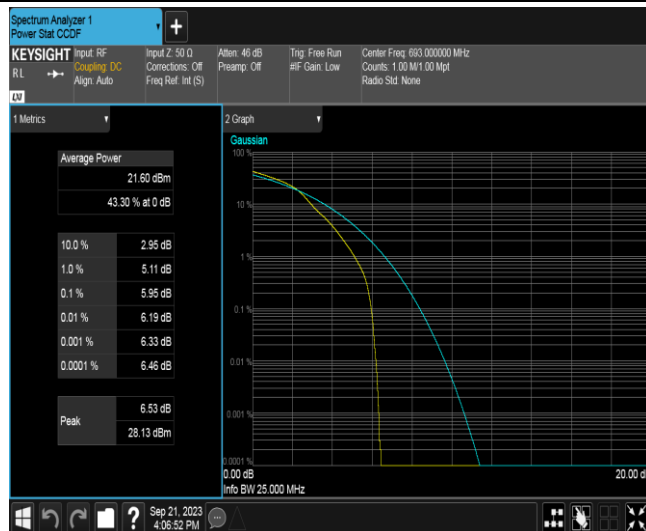 Spectrum Analyzer 1
Power Stat CCDF
+
KEYSIGHT
RL
Input: RF
Coupling: DC
Align: Auto
Input Z: 50 Ω
Corrections: Off
Freq Ref: Int (S)
Atten: 46 dB
Preamp: Off
Trig: Free Run
#IF Gain: Low
Center Freq: 693.000000 MHz
Counts: 1.00 M/1.00 Mpt
Radio Std: None
1 Metrics
Average Power
21.60 dBm
43.30 % at 0 dB
10.0 % 2.95 dB
1.0 % 5.11 dB
0.1 % 5.95 dB
0.01 % 6.19 dB
0.001 % 6.33 dB
0.0001 % 6.46 dB
Peak
6.53 dB
28.13 dBm
2 Graph
Gaussian
100 %
10 %
1 %
0.1 %
0.01 %
0.001 %
0.0001 %
0.00 dB
20.00 d
Info BW 25.000 MHz
?
Sep 21, 2023
4:06:52 PM